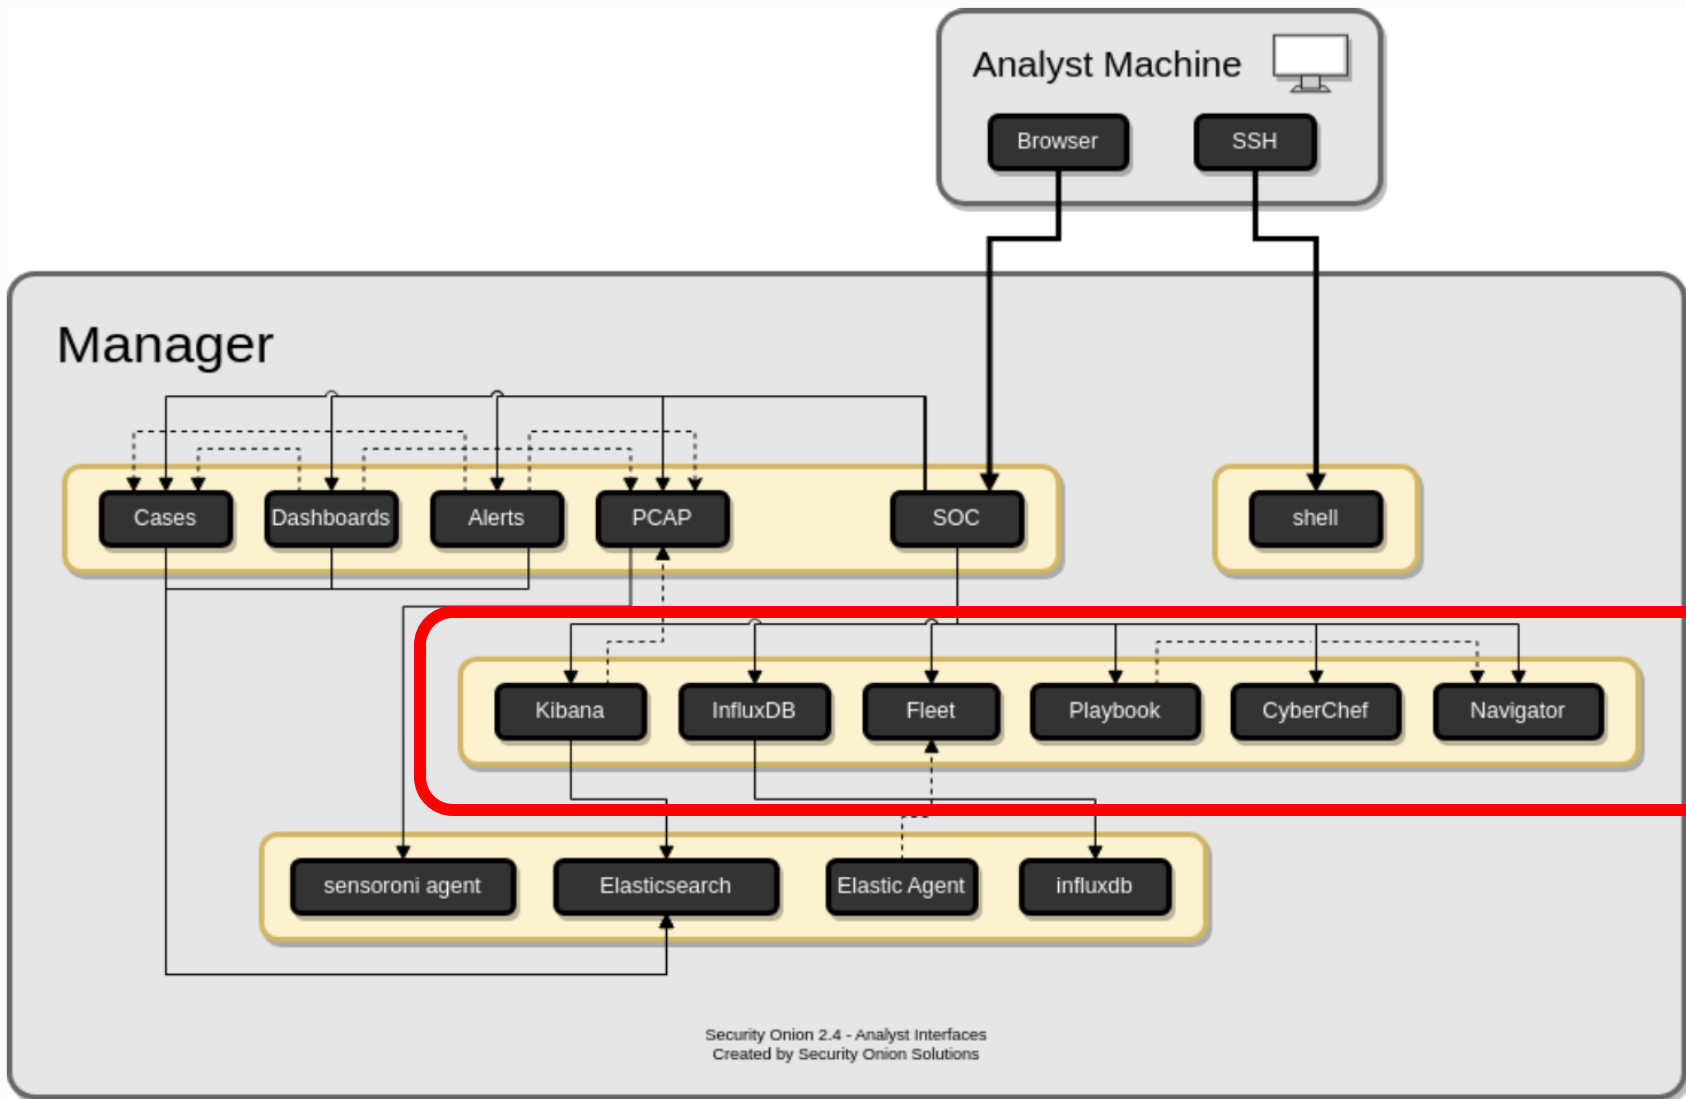 Analyst Machine
Browser
SSH
Manager
Cases
Dashboards
Alerts
PCAP
SOC
shell
Kibana
InfluxDB
Fleet
Playbook
CyberChef
Navigator
sensoroni agent
Elasticsearch
Elastic Agent
influxdb
Security Onion 2.4 - Analyst Interfaces
Created by Security Onion Solutions